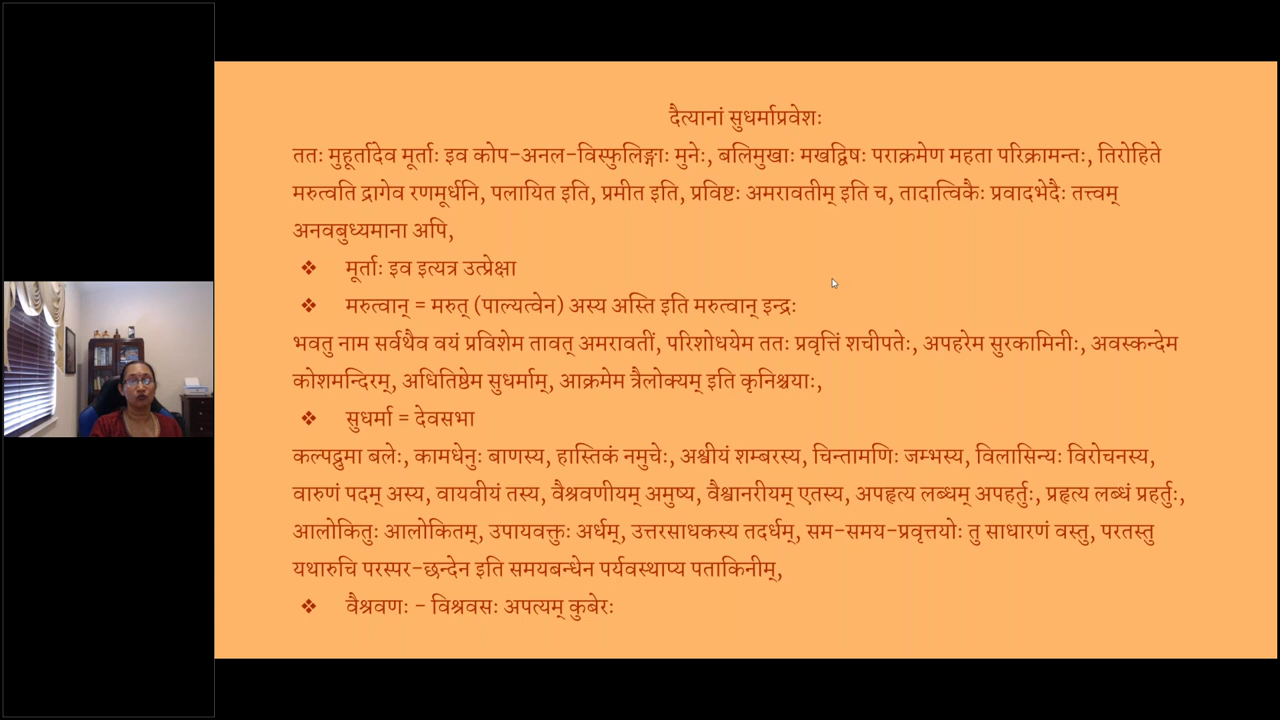 दैत्यानां सुधर्माप्रवेशः
ततः मुहूर्तादेव मूर्ताः इव कोप-अनल-विस्फुलिङ्गाः मुनेः, बलिमुखाः मखद्विषः पराक्रमेण महता परिक्रामन्तः, तिरोहिते
मरुत्वति द्रागेव रणमूर्धनि, पलायित इति, प्रमीत इति, प्रविष्टः अमरावतीम् इति च, तादात्विकैः प्रवादभेदैः तत्त्वम्
अनवबुध्यमाना अपि,
❖ मूर्ताः इव इत्यत्र उत्प्रेक्षा
❖ मरुत्वान् = मरुत् (पाल्यत्वेन) अस्य अस्ति इति मरुत्वान् इन्द्रः
भवतु नाम सर्वथैव वयं प्रविशेम तावत् अमरावतीं, परिशोधयेम ततः प्रवृत्तिं शचीपतेः, अपहरेम सुरकामिनीः, अवस्कन्देम
कोशमन्दिरम्, अधितिष्ठेम सुधर्माम्, आक्रमेम त्रैलोक्यम् इति कृनिश्चयाः,
❖ सुधर्मा = देवसभा
कल्पद्रुमा बलेः, कामधेनुः बाणस्य, हास्तिकं नमुचेः, अश्वीयं शम्बरस्य, चिन्तामणिः जम्भस्य, विलासिन्यः विरोचनस्य,
वारुणं पदम् अस्य, वायवीयं तस्य, वैश्रवणीयम् अमुष्य, वैश्वानरीयम् एतस्य, अपहृत्य लब्धम् अपहर्तुः, प्रहृत्य लब्धं प्रहर्तुः,
आलोकितुः आलोकितम्, उपायवक्तुः अर्धम्, उत्तरसाधकस्य तदर्धम्, सम-समय-प्रवृत्तयोः तु साधारणं वस्तु, परतस्तु
यथारुचि परस्पर-छन्देन इति समयबन्धेन पर्यवस्थाप्य पताकिनीम्,
❖ वैश्रवणः - विश्रवसः अपत्यम् कुबेरः